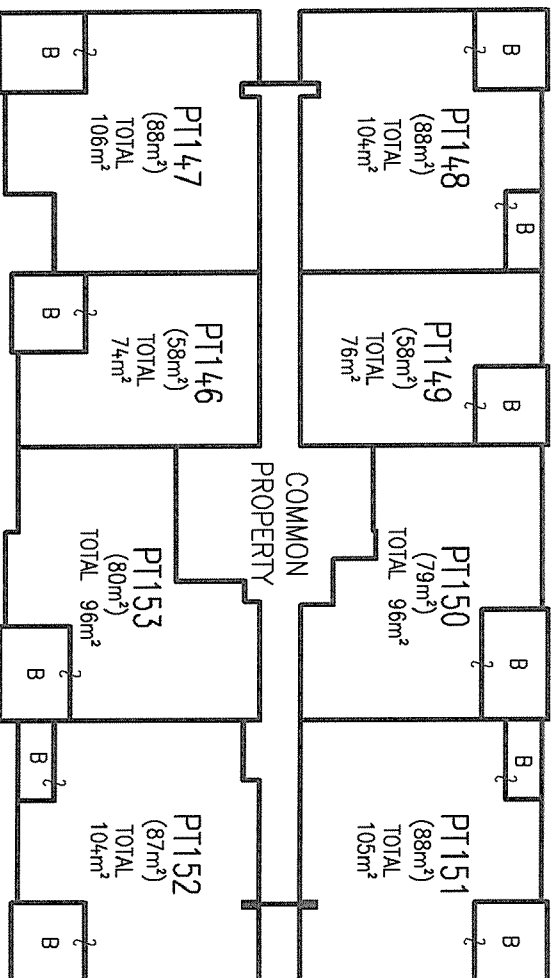 B
PT148
(88m²)
TOTAL
104m²
B
PT149
(58m²)
TOTAL
76m²
B
PT150
(79m²)
TOTAL 96m²
B
B
PT151
(88m²)
TOTAL
105m²
B
COMMON
PROPERTY
PT147
(88m²)
TOTAL
106m²
B
PT146
(58m²)
TOTAL
74m²
B
PT153
(80m²)
TOTAL 96m²
B
PT152
(87m²)
TOTAL
104m²
B
B